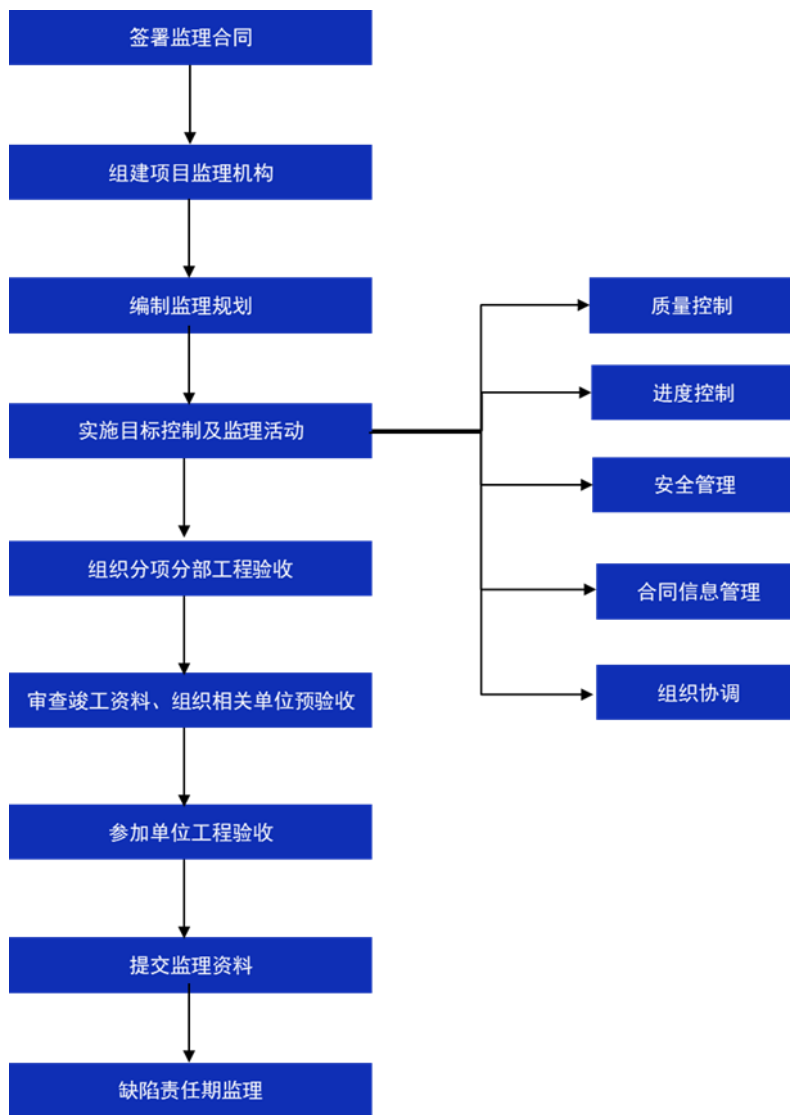 签署监理合同
组建项目监理机构
编制监理规划
实施目标控制及监理活动
组织分项分部工程验收
审查竣工资料、组织相关单位预验收
参加单位工程验收
提交监理资料
缺陷责任期监理
质量控制
进度控制
安全管理
合同信息管理
组织协调